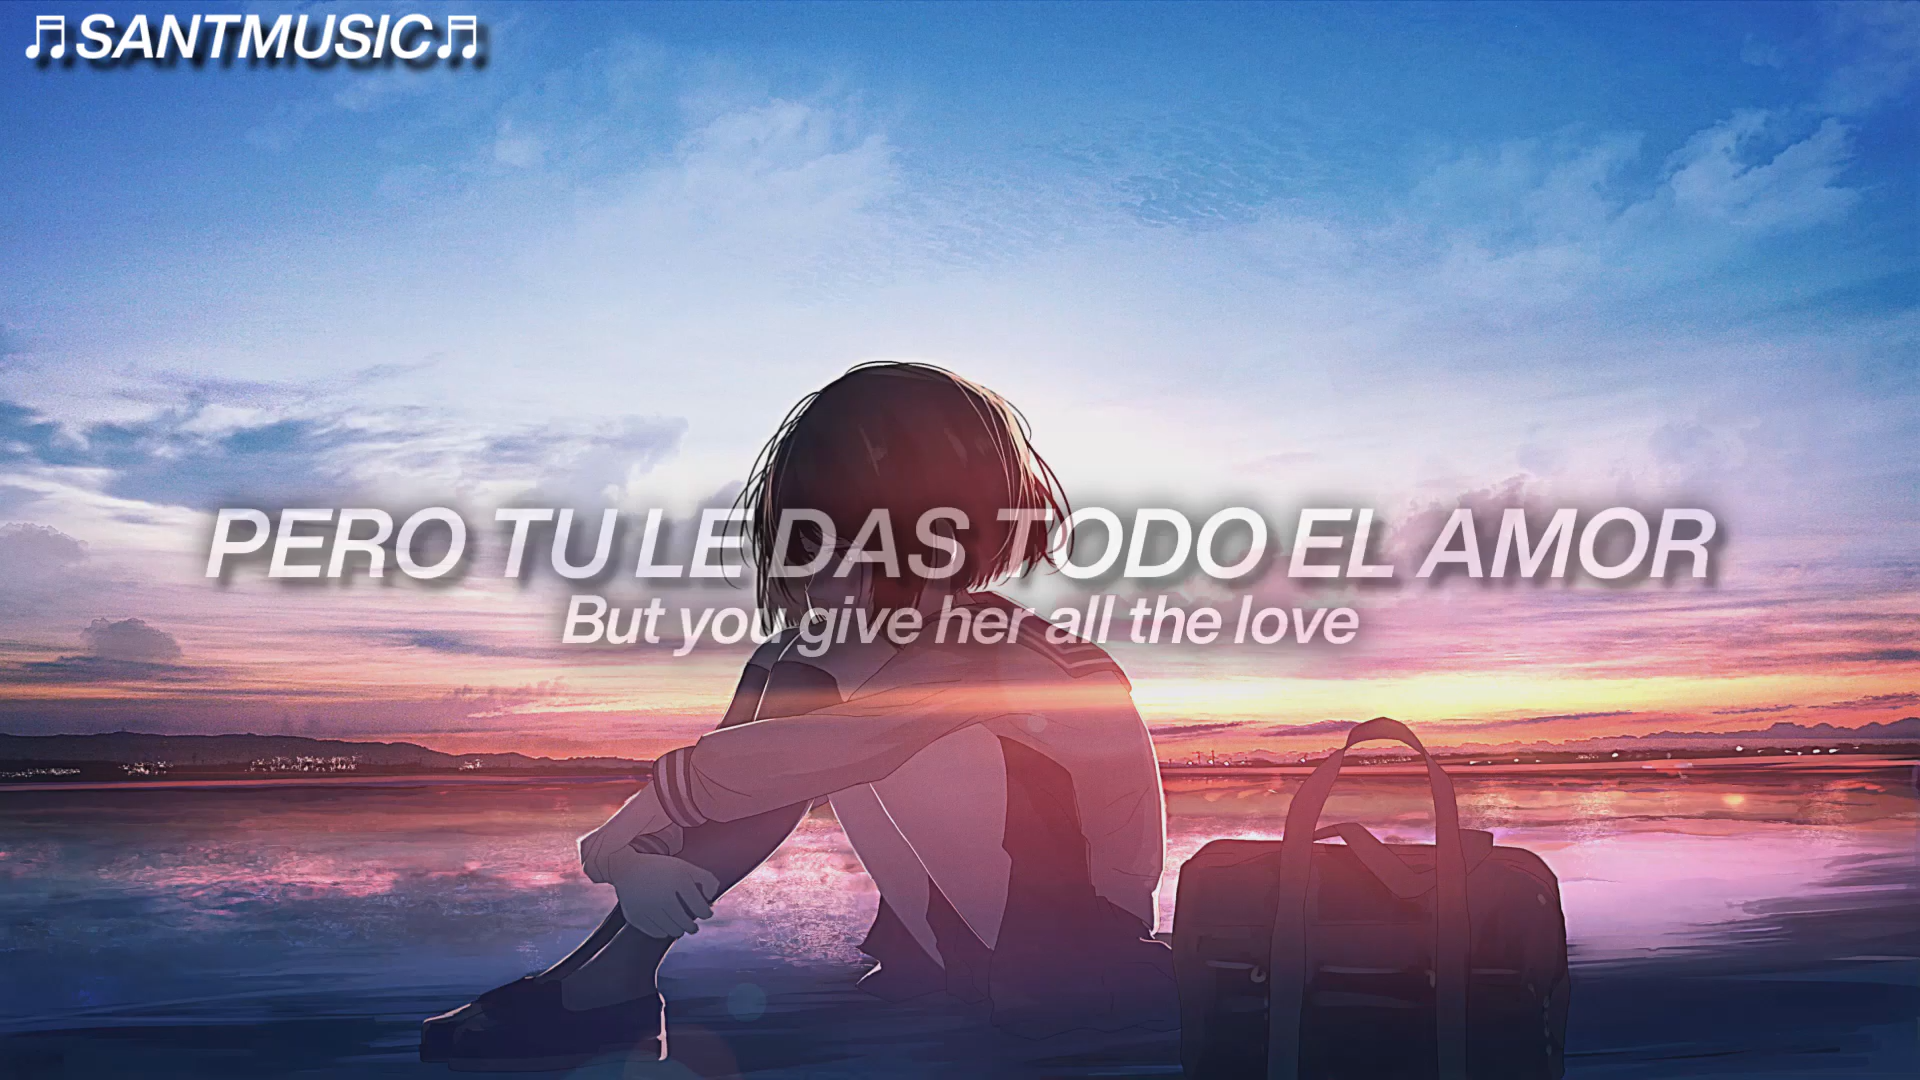 ♬SANTMUSIC♬
PERO TU LE DAS TODO EL AMOR
But you give her all the love